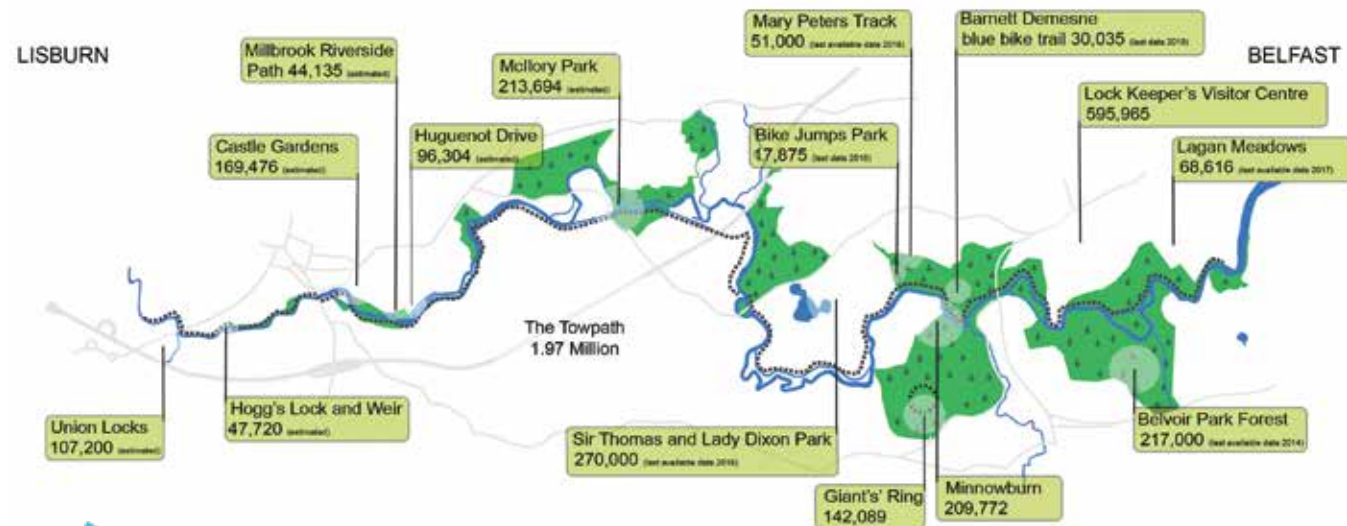 LISBURN
BELFAST
Millbrook Riverside
Path 44,135 (estimated)
Castle Gardens
169,476 (estimated)
Huguenot Drive
96,304 (estimated)
McIlory Park
213,694 (estimated)
Mary Peters Track
51,000 (last available data 2016)
Bike Jumps Park
17,875 (last data 2018)
Barnett Demesne
blue bike trail 30,035 (last data 2018)
Lock Keeper's Visitor Centre
595,965
Lagan Meadows
68,616 (last available data 2017)
The Towpath
1.97 Million
Union Locks
107,200 (estimated)
Hogg's Lock and Weir
47,720 (estimated)
Sir Thomas and Lady Dixon Park
270,000 (last available data
Giant's' Ring
142,089
Minnowburn
209,772
Belvoir Park Forest
217,000 (last available data 2014)